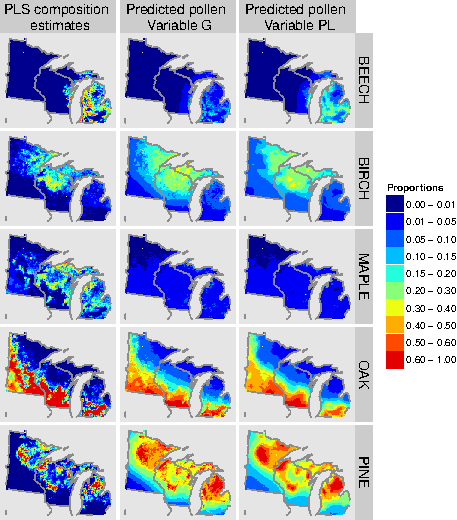 PLS composition
estimates
Predicted pollen
Variable G
Predicted pollen
Variable PL
BEECH
BIRCH
MAPLE
OAK
PINE
Proportions
0.00 – 0.01
0.01 – 0.05
0.05 – 0.10
0.10 – 0.15
0.15 – 0.20
0.20 – 0.30
0.30 – 0.40
0.40 – 0.50
0.50 – 0.60
0.60 – 1.00